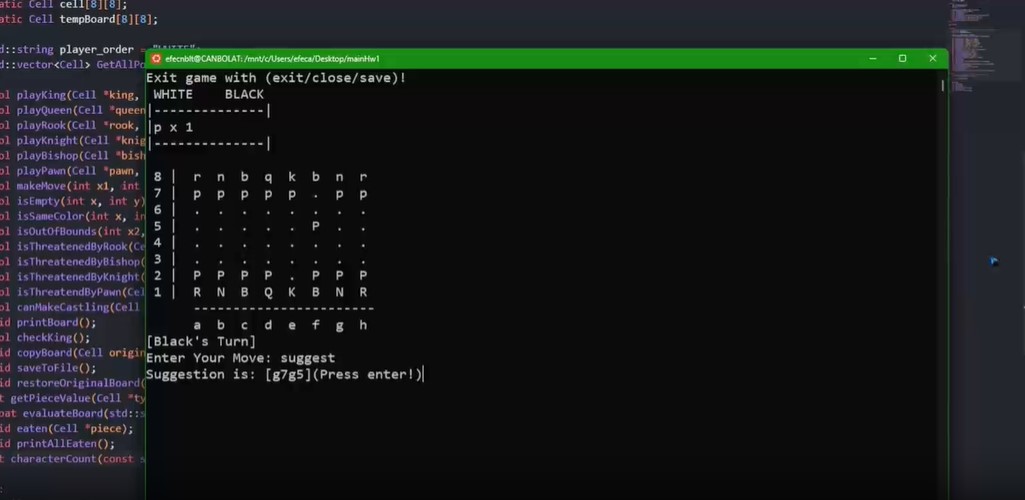 atic Cell cell[8][8];
atic Cell tempBoard[8][8];
d::string player_order = "WHITE";
d::vector<Cell> GetAllPo
ol playKing(Cell *king,
ol playQueen(Cell *queen
ol playRook(Cell *rook,
ol playKnight(Cell *knig
ol playBishop(Cell *bish
ol playPawn(Cell *pawn,
ol makeMove(int x1, int
ol isEmpty(int x, int y)
ol isSameColor(int x, in
ol isOutOfBounds(int x2,
ol isThreatenedByRook(Ce
ol isThreatenedByBishop(
ol isThreatenedByKnight(
ol isThreatendByPawn(Cel
ol canMakeCastling(Cell
id printBoard();
ol checkKing();
id copyBoard(Cell origin
id saveToFile();
id restoreOriginalBoard(
t getPieceValue(Cell *ty
oat evaluateBoard(std::s
id eaten(Cell *piece);
id printAllEaten();
t characterCount(const s
efecnblt@CANBOLAT: /mnt/c/Users/efeca/Desktop/mainHw1
Exit game with (exit/close/save)!
WHITE BLACK
|--------------|
|p x 1
|--------------|
8 | r n b q k b n r
7 | p p p p p . p p
6 | . . . . . . . .
5 | . . . . . P . .
4 | . . . . . . . .
3 | . . . . . . . .
2 | P P P P . P P P
1 | R N B Q K B N R
-----------------------
a b c d e f g h
[Black's Turn]
Enter Your Move: suggest
Suggestion is: [g7g5](Press enter!)